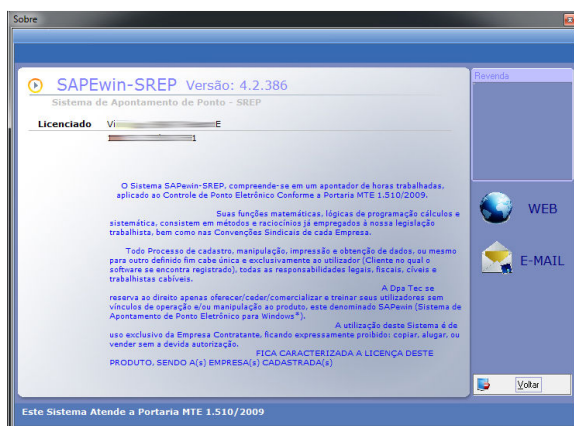 Sobre
Revenda
SAPEwin-SREP Versão: 4.2.386
Sistema de Apontamento de Ponto - SREP
Licenciado Vi E
1
O Sistema SAPewin-SREP, compreende-se em um apontador de horas trabalhadas,
aplicado ao Controle de Ponto Eletrônico Conforme a Portaria MTE 1.510/2009.
Suas funções matemáticas, lógicas de programação cálculos e
sistemática, consistem em métodos e raciocínios já empregados à nossa legislação
trabalhista, bem como nas Convenções Sindicais de cada Empresa.
Todo Processo de cadastro, manipulação, impressão e obtenção de dados, ou mesmo
para outro definido fim cabe única e exclusivamente ao utilizador (Cliente no qual o
software se encontra registrado), todas as responsabilidades legais, fiscais, cíveis e
trabalhistas cabíveis.
A Dpa Tec se
reserva ao direito apenas oferecer/ceder/comercializar e treinar seus utilizadores sem
vínculos de operação e/ou manipulação ao produto, este denominado SAPewin (Sistema de
Apontamento de Ponto Eletrônico para Windows®).
A utilização deste Sistema é de
uso exclusivo da Empresa Contratante, ficando expressamente proibido: copiar, alugar, ou
vender sem a devida autorização.
FICA CARACTERIZADA A LICENÇA DESTE
PRODUTO, SENDO A(s) EMPRESA(s) CADASTRADA(s)
WEB
E-MAIL
Voltar
Este Sistema Atende a Portaria MTE 1.510/2009